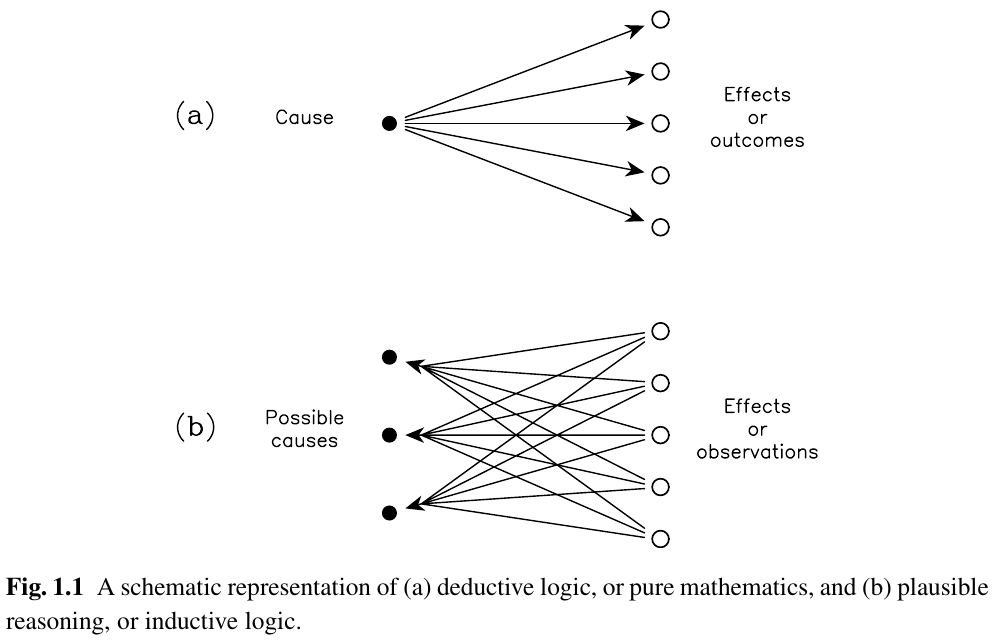 (a)
Cause
Effects
or
outcomes
(b)
Possible
causes
Effects
or
observations
Fig. 1.1 A schematic representation of (a) deductive logic, or pure mathematics, and (b) plausible
reasoning, or inductive logic.